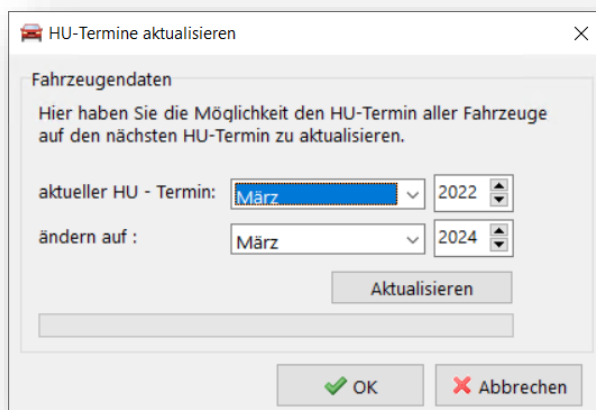 HU-Termine aktualisieren
Fahrzeugendaten
Hier haben Sie die Möglichkeit den HU-Termin aller Fahrzeuge
auf den nächsten HU-Termin zu aktualisieren.
aktueller HU - Termin: März 2022
ändern auf : März 2024
Aktualisieren
OK Abbrechen